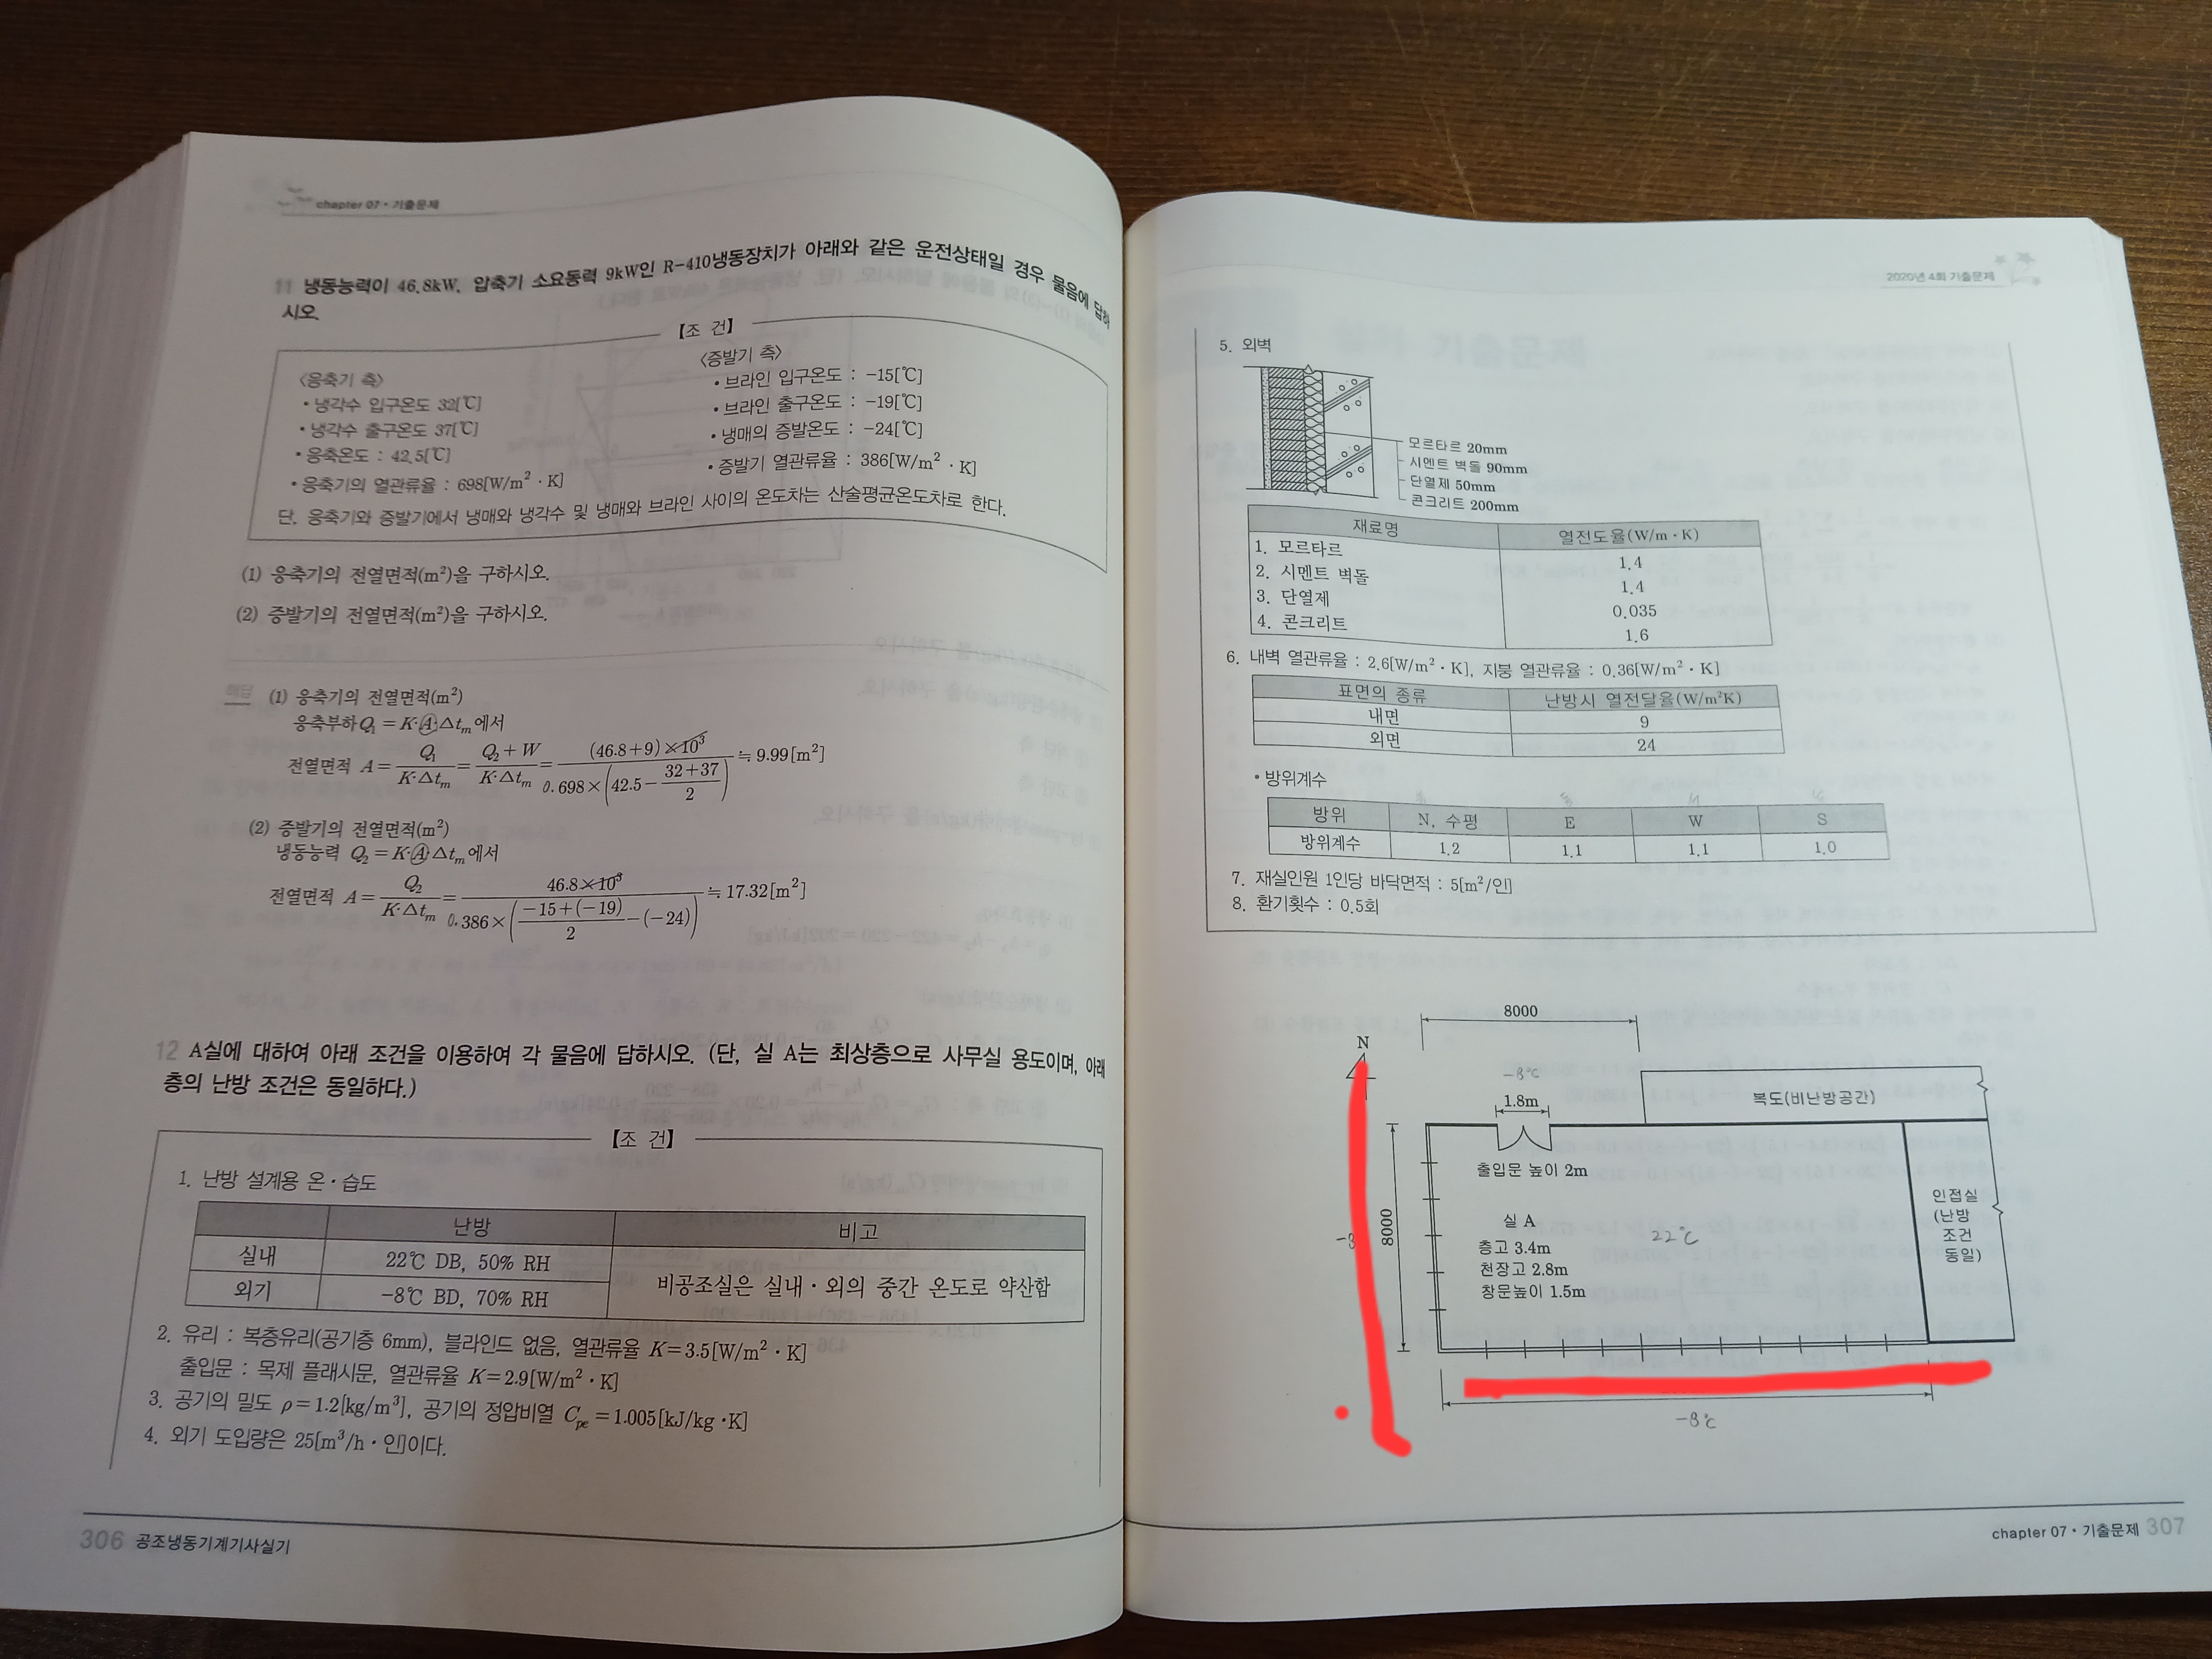 chapter 07 • 기출문제
11 냉동능력이 46.8kW, 압축기 소요동력 9kW인 R-410냉동장치가 아래와 같은 운전상태일 경우 물음에 답하
시오.
【조 건】
〈응축기 측〉
• 냉각수 입구온도 32[℃]
• 냉각수 출구온도 37[℃]
• 응축온도 : 42.5[℃]
• 응축기의 열관류율 : 698[W/m²・K]
〈증발기 측〉
• 브라인 입구온도 : -15[℃]
• 브라인 출구온도 : -19[℃]
• 냉매의 증발온도 : -24[℃]
• 증발기 열관류율 : 386[W/m²・K]
단, 응축기와 증발기에서 냉매와 냉각수 및 냉매와 브라인 사이의 온도차는 산술평균온도차로 한다.
(1) 응축기의 전열면적(m²)을 구하시오.
(2) 증발기의 전열면적(m²)을 구하시오.
해답 (1) 응축기의 전열면적(m²)
응축부하 Q₁ = K·A·Δtₘ에서
전열면적 A = Q₁/(K·Δtₘ) = (Q₂+W)/(K·Δtₘ) = (46.8+9)×10³/(0.698×(42.5-(32+37)/2)) ≒ 9.99[m²]
(2) 증발기의 전열면적(m²)
냉동능력 Q₂ = K·A·Δtₘ에서
전열면적 A = Q₂/(K·Δtₘ) = 46.8×10³/(0.386×((-15+(-19))/2-(-24))) ≒ 17.32[m²]
12 A실에 대하여 아래 조건을 이용하여 각 물음에 답하시오. (단, 실 A는 최상층으로 사무실 용도이며, 아래
층의 난방 조건은 동일하다.)
【조 건】
1. 난방 설계용 온・습도
난방 비고
실내 22℃ DB, 50% RH
비공조실은 실내・외의 중간 온도로 약산함
외기 -8℃ BD, 70% RH
2. 유리 : 복층유리(공기층 6mm), 블라인드 없음, 열관류율 K=3.5[W/m²・K]
출입문 : 목제 플래시문, 열관류율 K=2.9[W/m²・K]
3. 공기의 밀도 ρ=1.2[kg/m³], 공기의 정압비열 Cpe=1.005[kJ/kg・K]
4. 외기 도입량은 25[m³/h・인]이다.
306 공조냉동기계기사실기
2020년 4회 기출문제
5. 외벽
모르타르 20mm
시멘트 벽돌 90mm
단열제 50mm
콘크리트 200mm
재료명 열전도율(W/m・K)
1. 모르타르 1.4
2. 시멘트 벽돌 1.4
3. 단열제 0.035
4. 콘크리트 1.6
6. 내벽 열관류율 : 2.6[W/m²・K], 지붕 열관류율 : 0.36[W/m²・K]
표면의 종류 난방시 열전달율(W/m²K)
내면 9
외면 24
• 방위계수
방위 N, 수평 E W S
방위계수 1.2 1.1 1.1 1.0
7. 재실인원 1인당 바닥면적 : 5[m²/인]
8. 환기횟수 : 0.5회
8000
N
-8℃
1.8m
복도(비난방공간)
출입문 높이 2m
실 A
층고 3.4m
천장고 2.8m
창문높이 1.5m
22℃
8000
인접실
(난방
조건
동일)
-8℃
chapter 07 • 기출문제 307